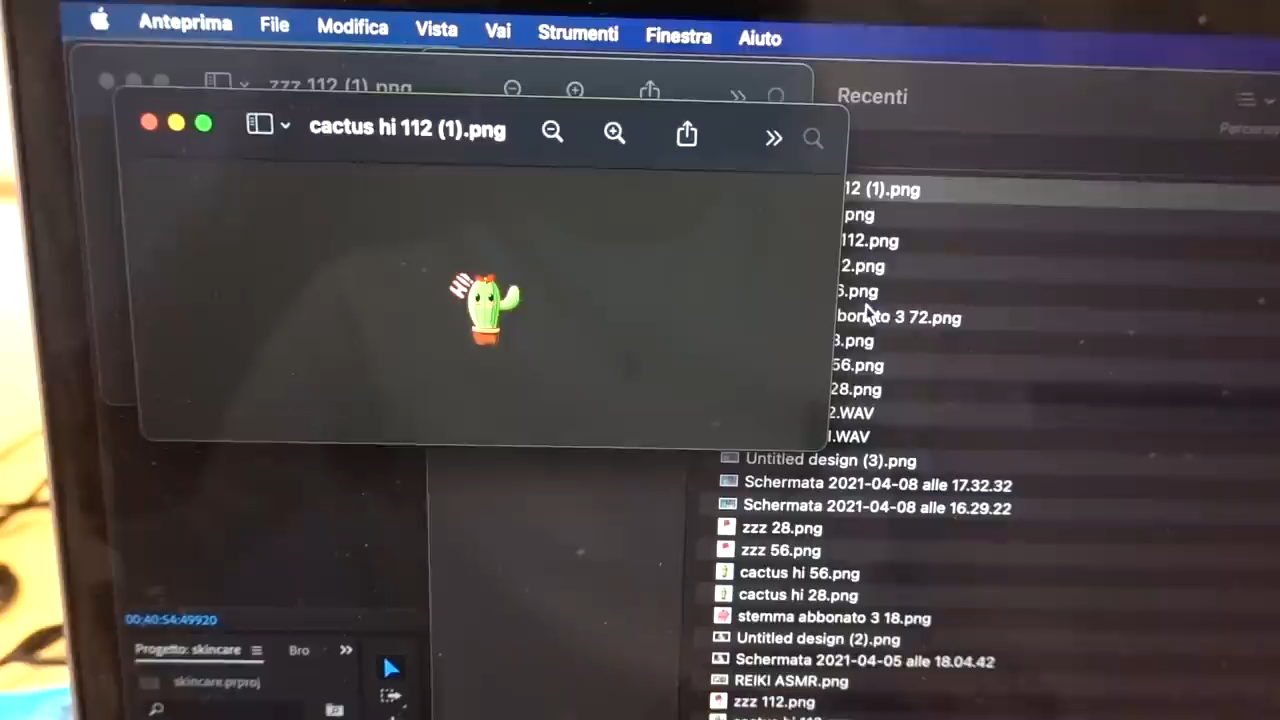 Anteprima File Modifica Vista Vai Strumenti Finestra Aiuto
zzz 112 (1).png
Recenti
cactus hi 112 (1).png
HI!
12 (1).png
png
112.png
2.png
6.png
bonato 3 72.png
3.png
56.png
28.png
2.WAV
1.WAV
Untitled design (3).png
Schermata 2021-04-08 alle 17.32.32
Schermata 2021-04-08 alle 16.29.22
zzz 28.png
zzz 56.png
cactus hi 56.png
cactus hi 28.png
stemma abbonato 3 18.png
Untitled design (2).png
Schermata 2021-04-05 alle 18.04.42
REIKI ASMR.png
zzz 112.png
00:40:54:49920
Progetto: skincare
Bro
skincare.prproj